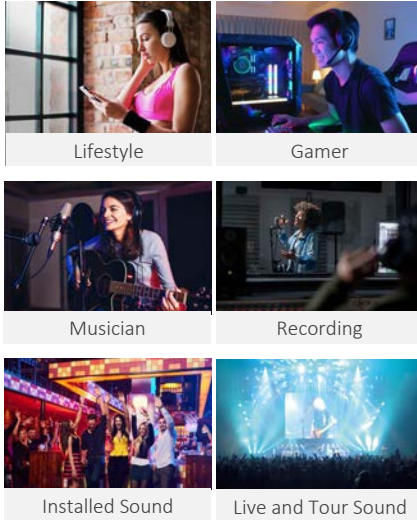 Lifestyle
Gamer
Musician
Recording
Installed Sound
Live and Tour Sound